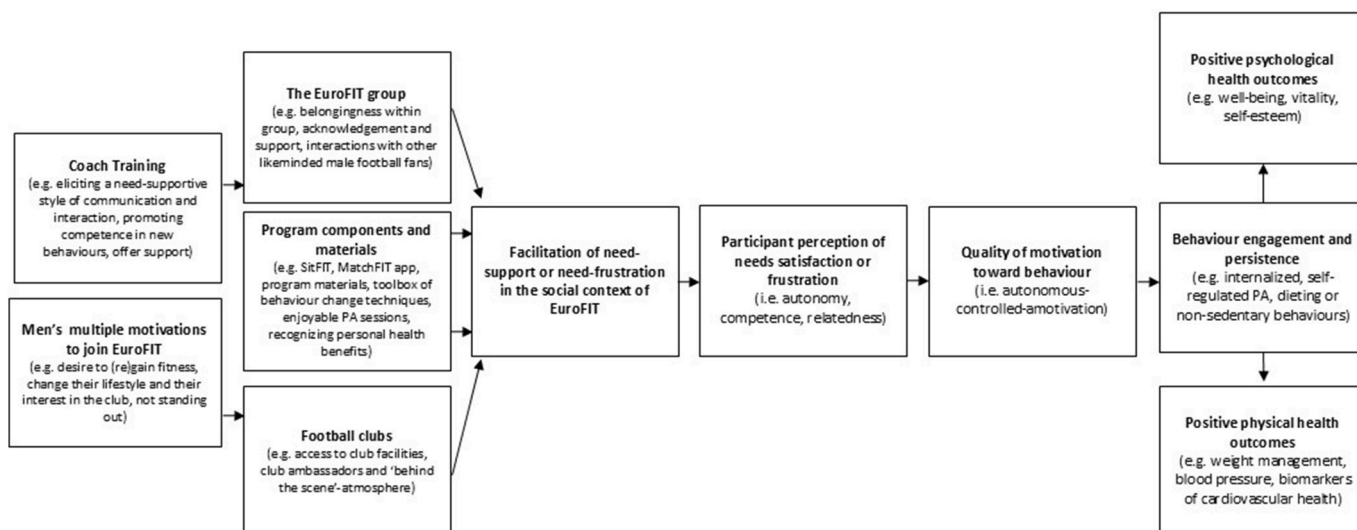 Coach Training
(e.g. eliciting a need-supportive
style of communication and
interaction, promoting
competence in new
behaviours, offer support)
Men's multiple motivations
to join EuroFIT
(e.g. desire to (re)gain fitness,
change their lifestyle and their
interest in the club, not standing
out)
The EuroFIT group
(e.g. belongingness within
group, acknowledgement and
support, interactions with other
likeminded male football fans)
Program components and
materials
(e.g. SitFIT, MatchFIT app,
program materials, toolbox of
behaviour change techniques,
enjoyable PA sessions,
recognizing personal health
benefits)
Football clubs
(e.g. access to club facilities,
club ambassadors and 'behind
the scene'-atmosphere)
Facilitation of need-
support or need-frustration
in the social context of
EuroFIT
Participant perception of
needs satisfaction or
frustration
(i.e. autonomy,
competence, relatedness)
Quality of motivation
toward behaviour
(i.e. autonomous-
controlled-amotivation)
Positive psychological
health outcomes
(e.g. well-being, vitality,
self-esteem)
Behaviour engagement and
persistence
(e.g. internalized, self-
regulated PA, dieting or
non-sedentary behaviours)
Positive physical health
outcomes
(e.g. weight management,
blood pressure, biomarkers
of cardiovascular health)